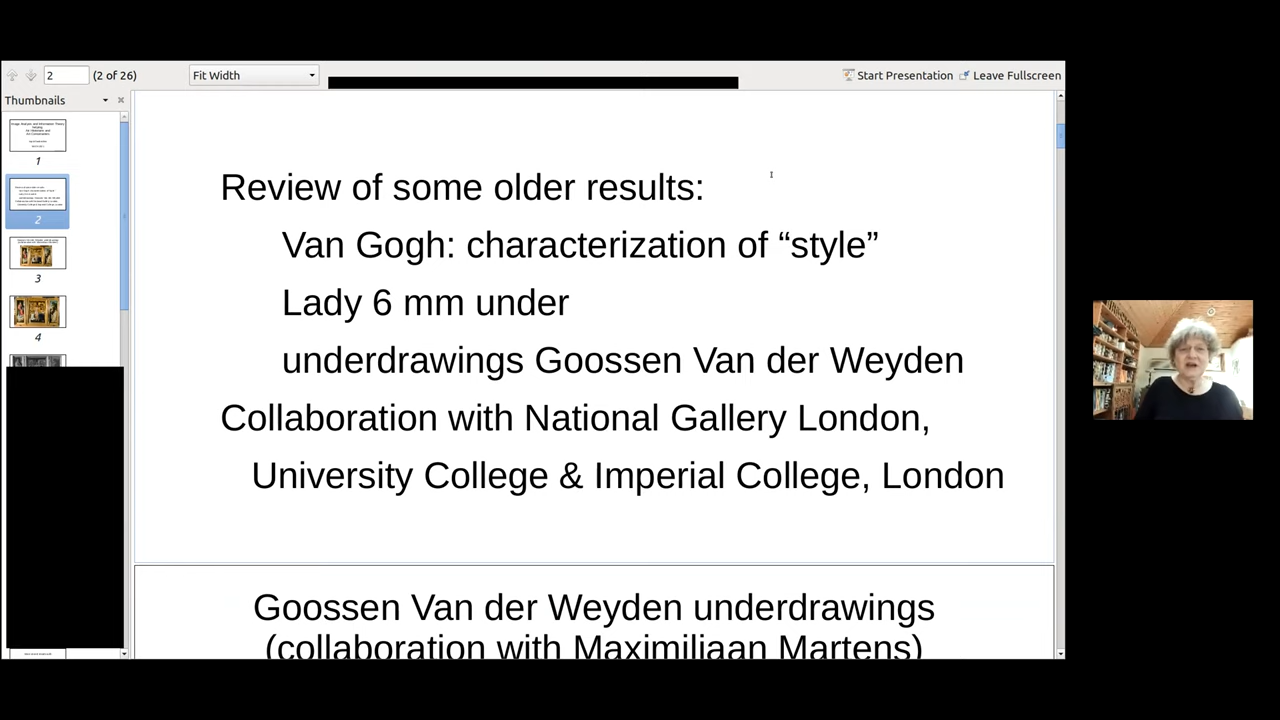 2 (2 of 26) Fit Width Start Presentation Leave Fullscreen
Thumbnails
1
2
3
4
Review of some older results:
Van Gogh: characterization of “style”
Lady 6 mm under
underdrawings Goossen Van der Weyden
Collaboration with National Gallery London,
University College & Imperial College, London
Goossen Van der Weyden underdrawings
(collaboration with Maximiliaan Martens)